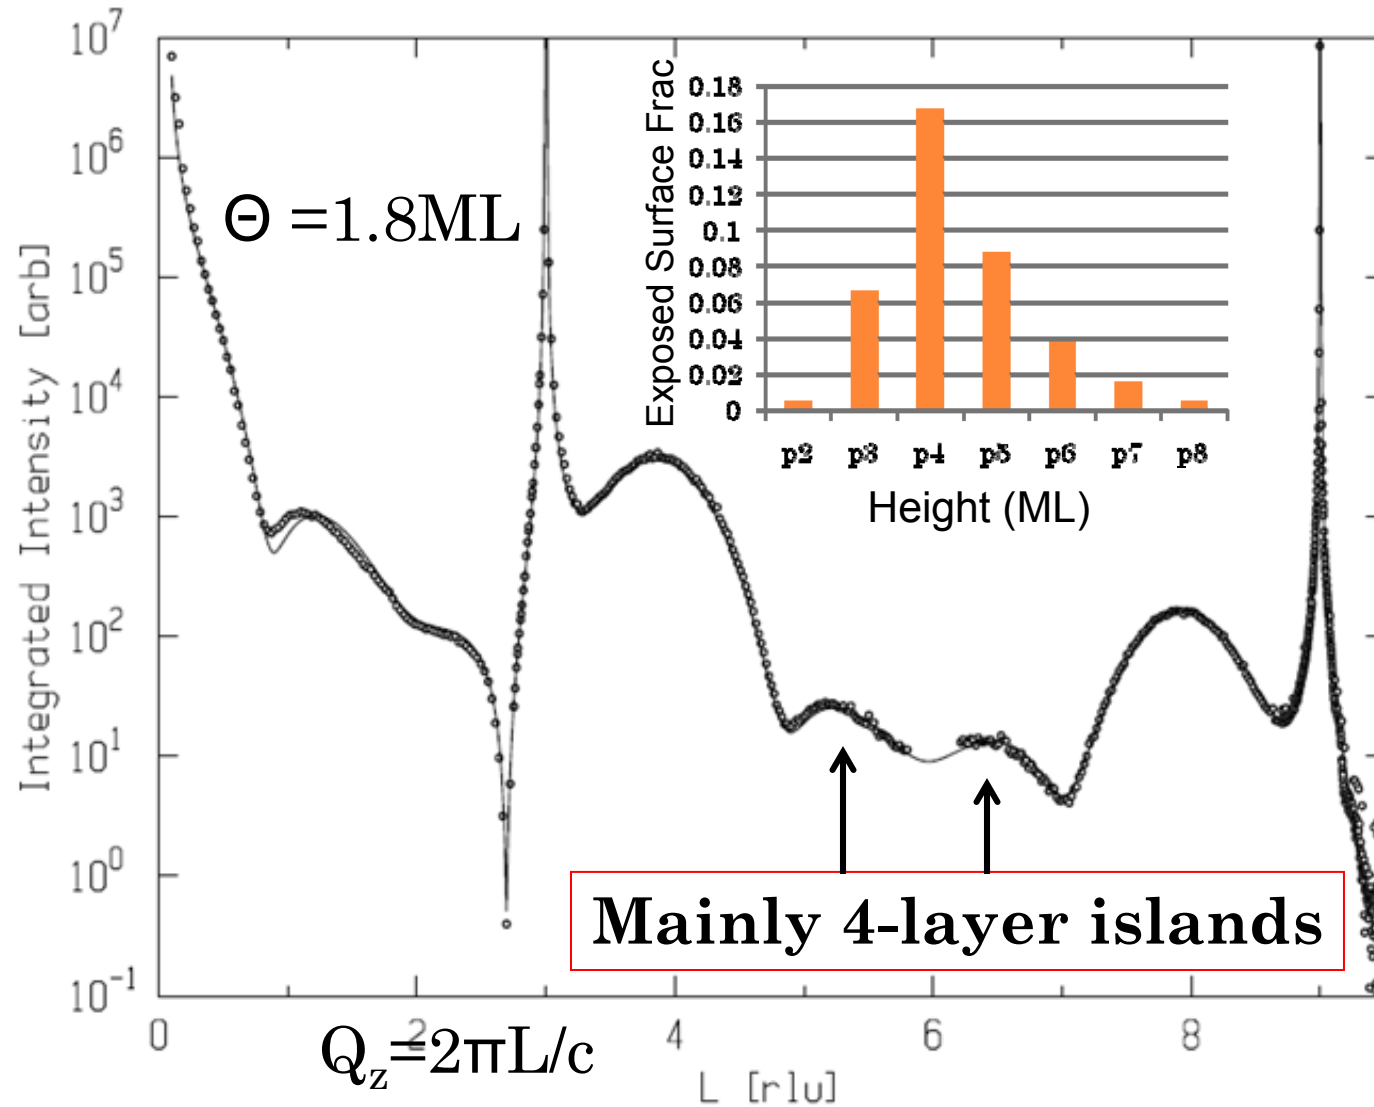 10^7
10^6
10^5
10^4
10^3
10^2
10^1
10^0
10^-1
Integrated Intensity [arb]
Θ =1.8ML
Exposed Surface Frac
0.18
0.16
0.14
0.12
0.1
0.08
0.06
0.04
0.02
0
p2 p3 p4 p5 p6 p7 p8
Height (ML)
Mainly 4-layer islands
0 2 4 6 8
Q_z=2πL/c
L [rlu]